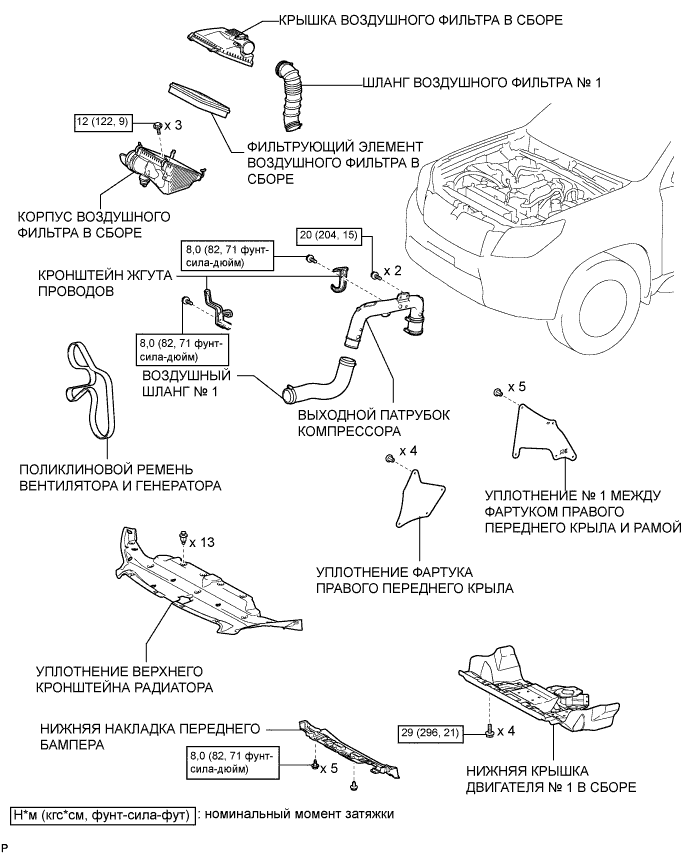 КРЫШКА ВОЗДУШНОГО ФИЛЬТРА В СБОРЕ
ШЛАНГ ВОЗДУШНОГО ФИЛЬТРА № 1
12 (122, 9)
x 3
ФИЛЬТРУЮЩИЙ ЭЛЕМЕНТ
ВОЗДУШНОГО ФИЛЬТРА В
СБОРЕ
КОРПУС ВОЗДУШНОГО
ФИЛЬТРА В СБОРЕ
20 (204, 15)
8,0 (82, 71 фунт-
сила-дюйм)
x 2
КРОНШТЕЙН ЖГУТА
ПРОВОДОВ
8,0 (82, 71 фунт-
сила-дюйм)
ВОЗДУШНЫЙ
ШЛАНГ № 1
x 5
ВЫХОДНОЙ ПАТРУБОК
КОМПРЕССОРА
x 4
ПОЛИКЛИНОВОЙ РЕМЕНЬ
ВЕНТИЛЯТОРА И ГЕНЕРАТОРА
УПЛОТНЕНИЕ № 1 МЕЖДУ
ФАРТУКОМ ПРАВОГО
ПЕРЕДНЕГО КРЫЛА И РАМОЙ
x 13
УПЛОТНЕНИЕ ФАРТУКА
ПРАВОГО ПЕРЕДНЕГО КРЫЛА
УПЛОТНЕНИЕ ВЕРХНЕГО
КРОНШТЕЙНА РАДИАТОРА
НИЖНЯЯ НАКЛАДКА ПЕРЕДНЕГО
БАМПЕРА
29 (296, 21)
x 4
8,0 (82, 71 фунт-
сила-дюйм)
x 5
НИЖНЯЯ КРЫШКА
ДВИГАТЕЛЯ № 1 В СБОРЕ
Н*м (кгс*см, фунт-сила-фут) : номинальный момент затяжки
P